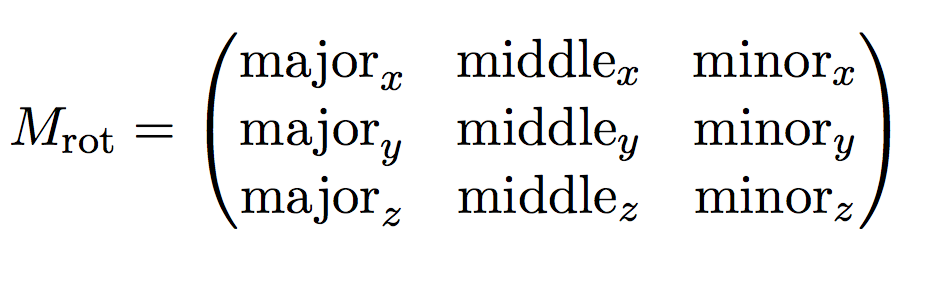 major_x middle_x minor_x
M_rot = major_y middle_y minor_y
major_z middle_z minor_z